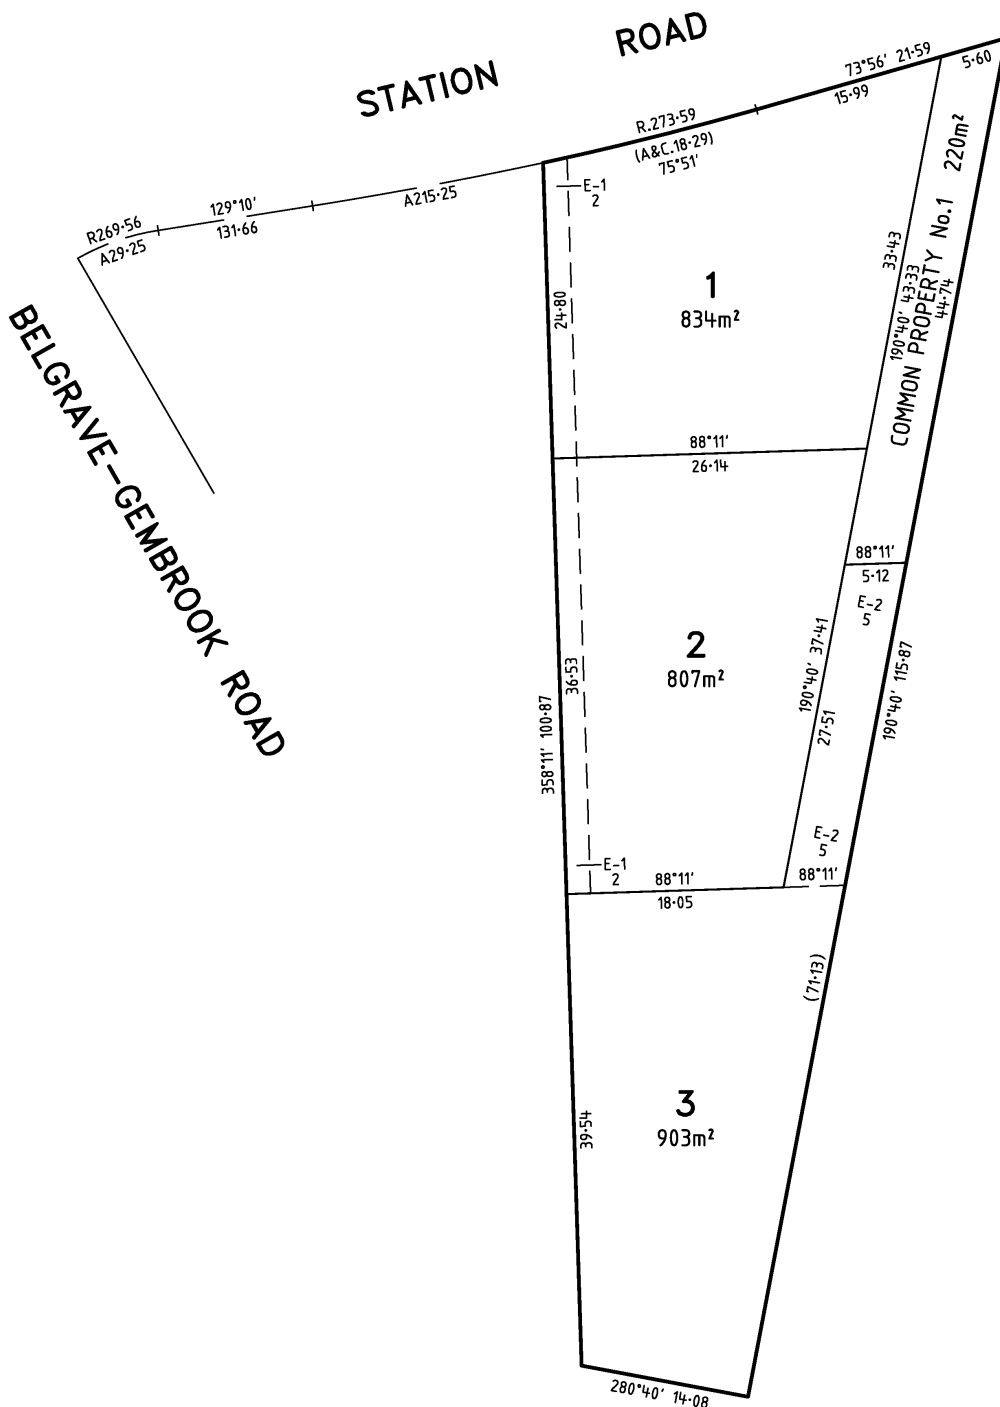 STATION ROAD
73°56' 21·59
5·60
15·99
R.273·59
(A&C.18·29)
75°51'
R269·56
A29·25
129°10'
131·66
A215·25
E-1
2
24·80
1
834m²
33·43
190°40' 43·33
COMMON PROPERTY No.1 220m²
44·74
BELGRAVE-GEMBROOK ROAD
88°11'
26·14
88°11'
5·12
E-2
5
2
807m²
36·53
358°11' 100·87
190°40' 37·41
27·51
190°40' 115·87
E-2
5
E-1
2
88°11'
18·05
88°11'
(71·13)
3
903m²
39·54
280°40' 14·08